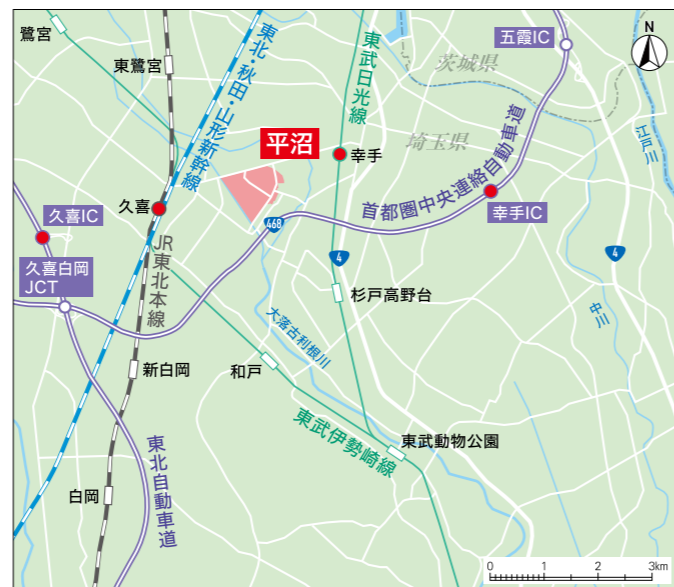 鷲宮
東鷲宮
東北・秋田・山形新幹線
東武日光線
五霞IC
N
茨城県
埼玉県
江戸川
平沼
幸手
首都圏中央連絡自動車道
幸手IC
久喜
久喜IC
468
久喜白岡
JCT
JR東北本線
4
4
杉戸高野台
中川
大落古利根川
新白岡
和戸
東武伊勢崎線
東武動物公園
東北自動車道
白岡
0 1 2 3km